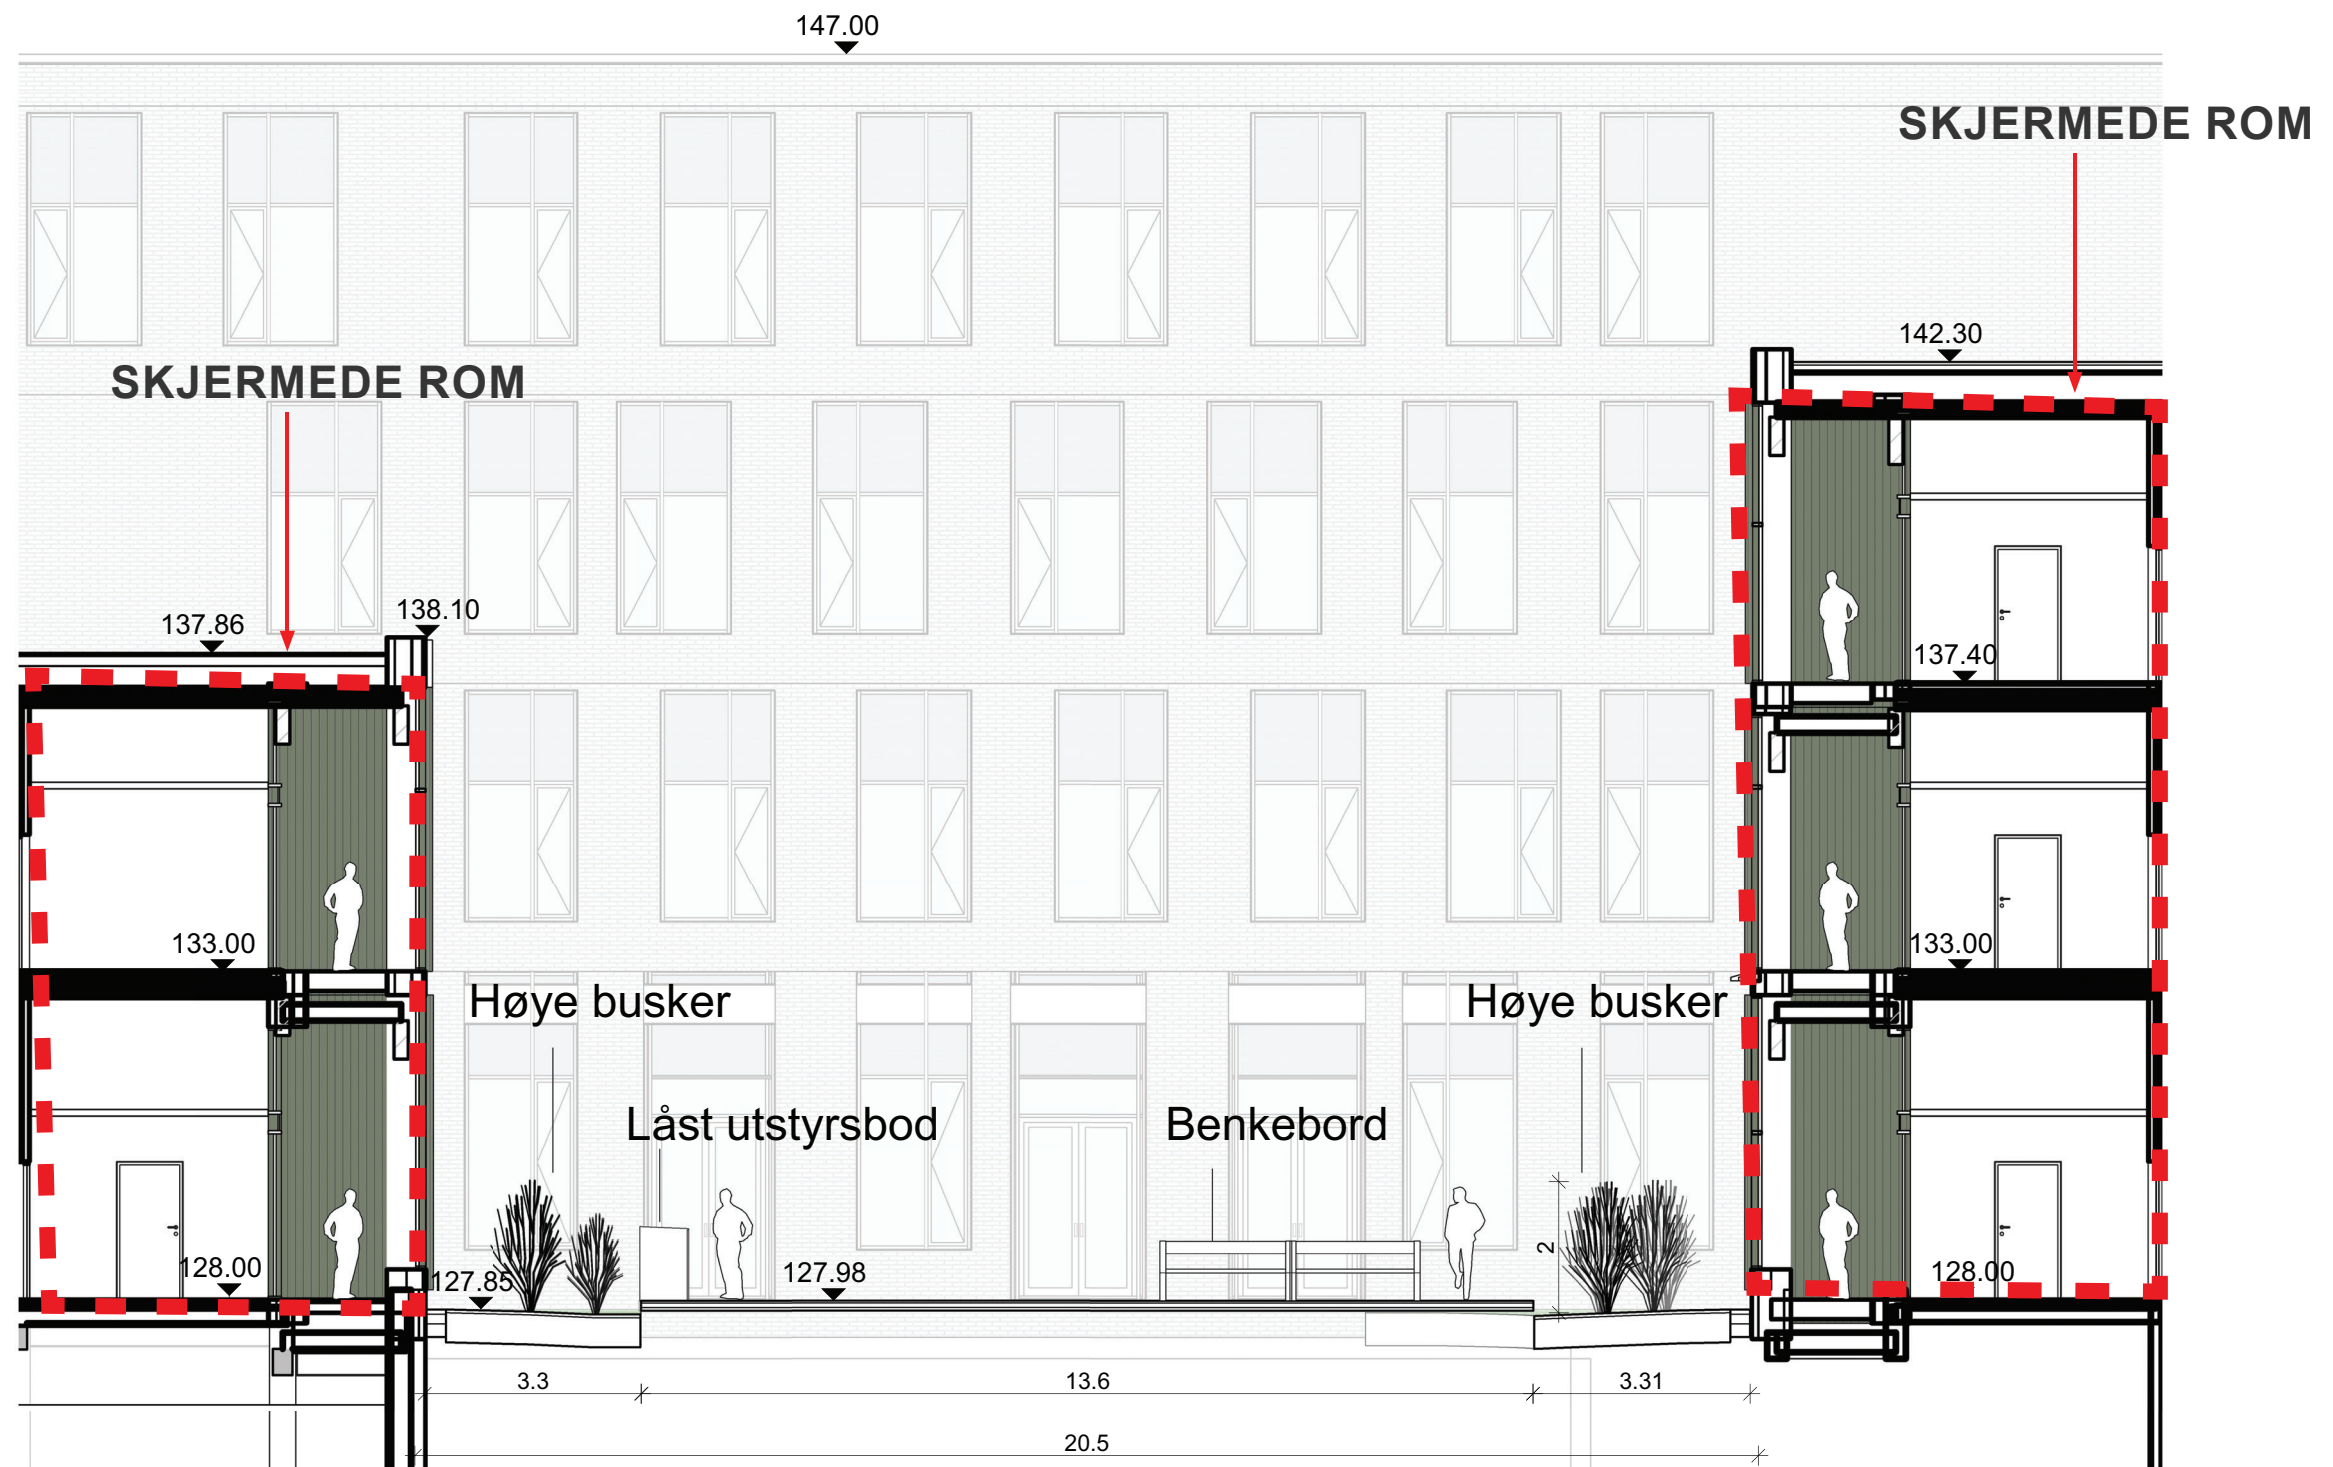 147.00
SKJERMEDE ROM
142.30
SKJERMEDE ROM
137.86
138.10
137.40
133.00
133.00
Høye busker
Høye busker
Låst utstyrsbod
Benkebord
2
128.00
127.85
127.98
128.00
3.3
13.6
3.31
20.5